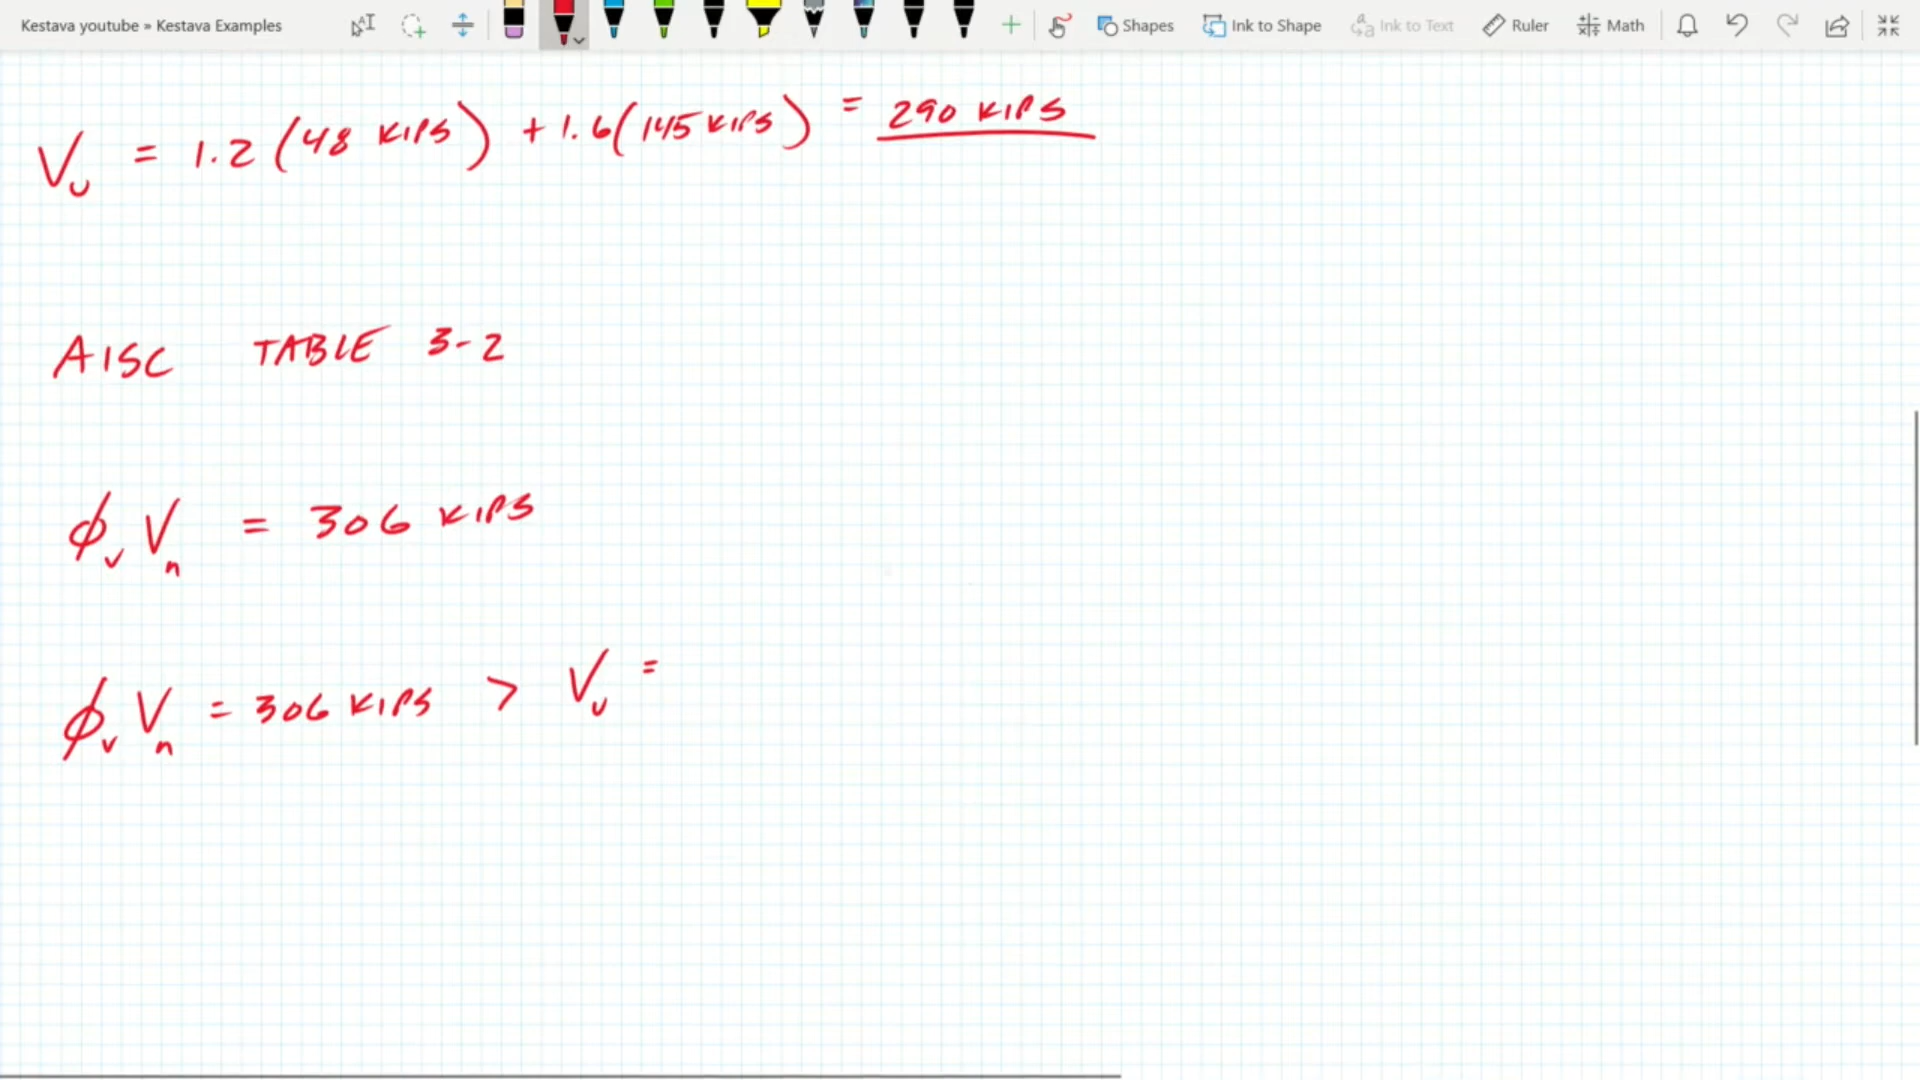 Kestava youtube » Kestava Examples Shapes Ink to Shape Ink to Text Ruler Math
Vu = 1.2 (48 KIPS) + 1.6 (145 KIPS) = 290 KIPS
AISC TABLE 3-2
ϕv Vn = 306 KIPS
ϕv Vn = 306 KIPS > Vu =